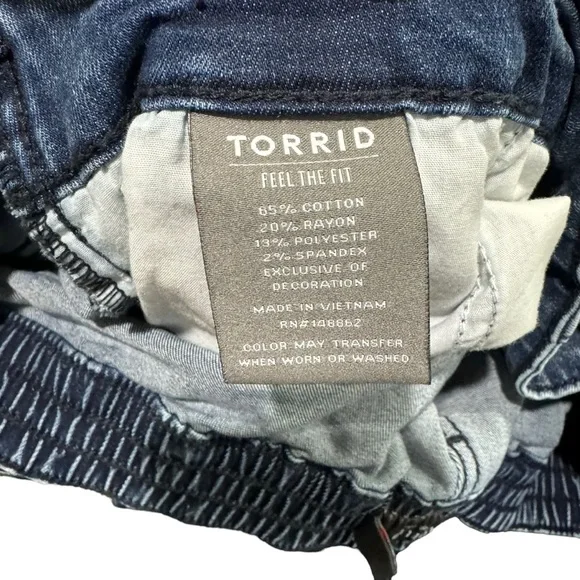 TORRID
FEEL THE FIT
65% COTTON
20% RAYON
13% POLYESTER
2% SPANDEX
EXCLUSIVE OF
DECORATION
MADE IN VIETNAM
RN#148862
COLOR MAY TRANSFER
WHEN WORN OR WASHED